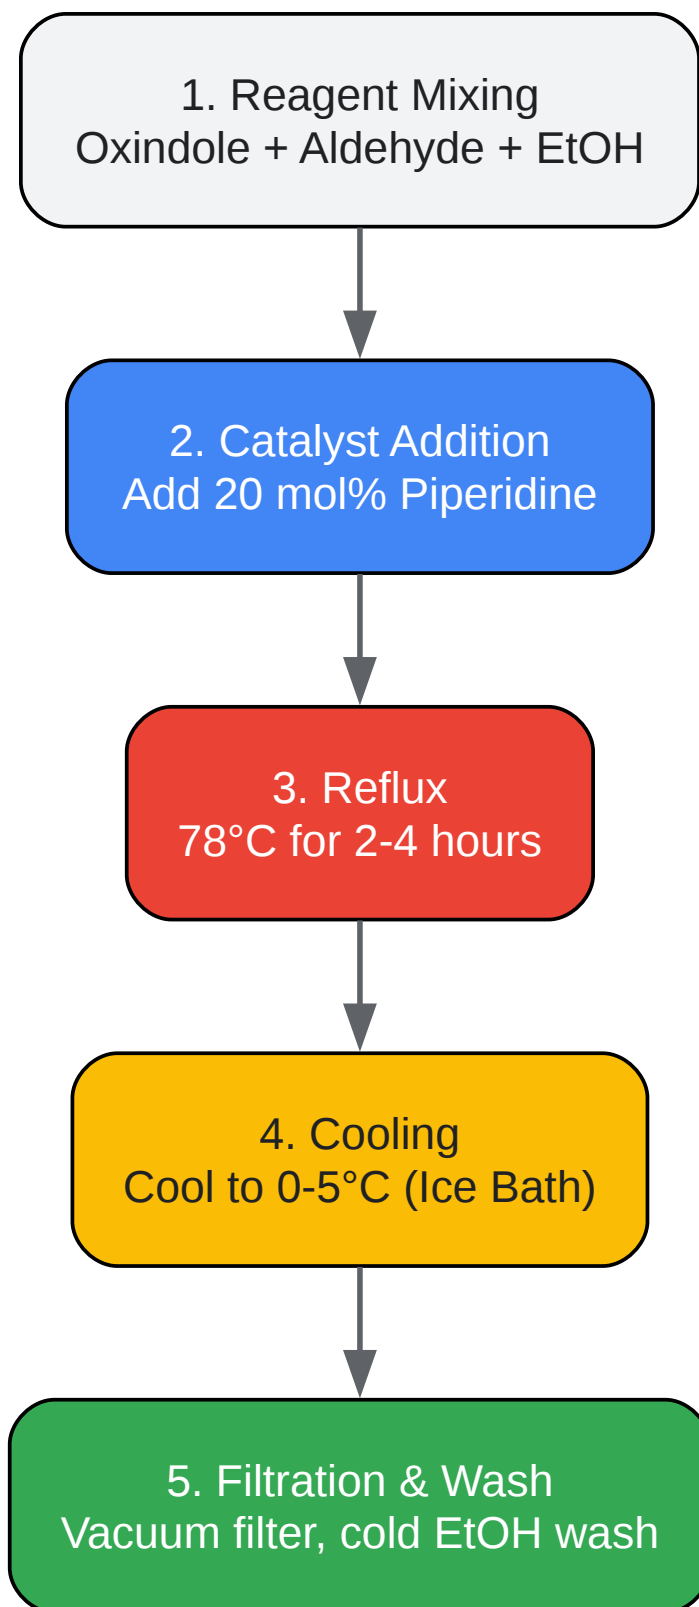 1. Reagent Mixing
Oxindole + Aldehyde + EtOH
2. Catalyst Addition
Add 20 mol% Piperidine
3. Reflux
78°C for 2-4 hours
4. Cooling
Cool to 0-5°C (Ice Bath)
5. Filtration & Wash
Vacuum filter, cold EtOH wash